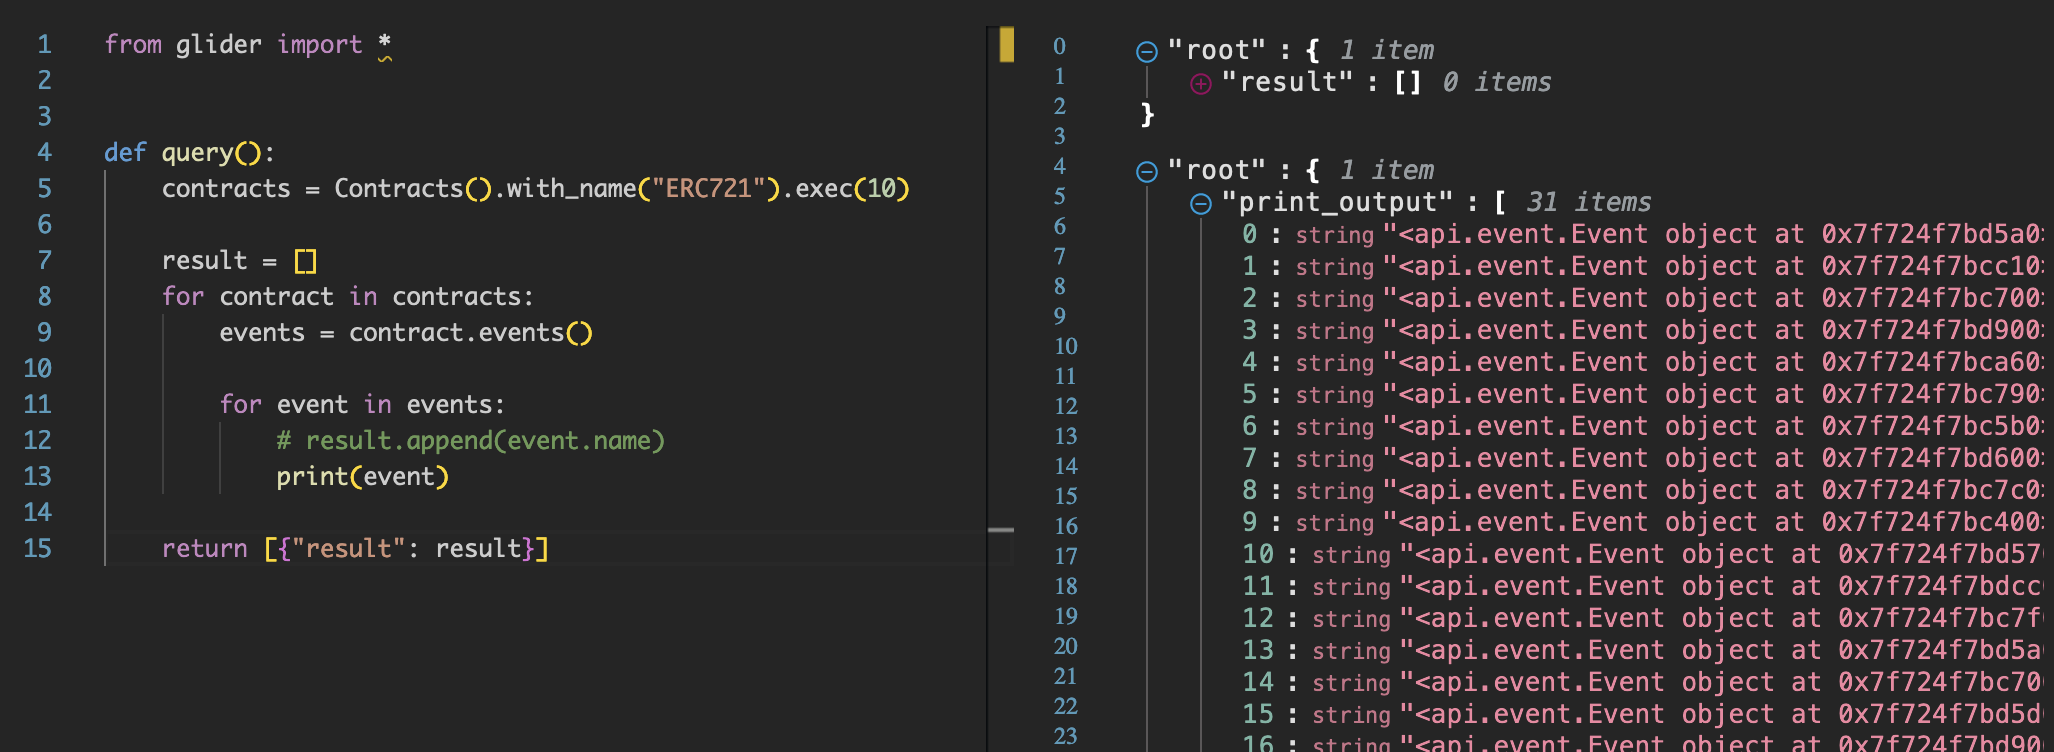 1 from glider import *
2
3
4 def query():
5 contracts = Contracts().with_name("ERC721").exec(10)
6
7 result = []
8 for contract in contracts:
9 events = contract.events()
10
11 for event in events:
12 # result.append(event.name)
13 print(event)
14
15 return [{"result": result}]
0 "root" : { 1 item
1 "result" : [] 0 items
2 }
3
4 "root" : { 1 item
5 "print_output" : [ 31 items
6 0 : string "<api.event.Event object at 0x7f724f7bd5a0>
7 1 : string "<api.event.Event object at 0x7f724f7bcc10>
8 2 : string "<api.event.Event object at 0x7f724f7bc700>
9 3 : string "<api.event.Event object at 0x7f724f7bd900>
10 4 : string "<api.event.Event object at 0x7f724f7bca60>
11 5 : string "<api.event.Event object at 0x7f724f7bc790>
12 6 : string "<api.event.Event object at 0x7f724f7bc5b0>
13 7 : string "<api.event.Event object at 0x7f724f7bd600>
14 8 : string "<api.event.Event object at 0x7f724f7bc7c0>
15 9 : string "<api.event.Event object at 0x7f724f7bc400>
16 10 : string "<api.event.Event object at 0x7f724f7bd57
17 11 : string "<api.event.Event object at 0x7f724f7bdcc
18 12 : string "<api.event.Event object at 0x7f724f7bc7f
19 13 : string "<api.event.Event object at 0x7f724f7bd5a
20 14 : string "<api.event.Event object at 0x7f724f7bc70
21 15 : string "<api.event.Event object at 0x7f724f7bd5d
22 16 : string "<api.event.Event object at 0x7f724f7bd90
23